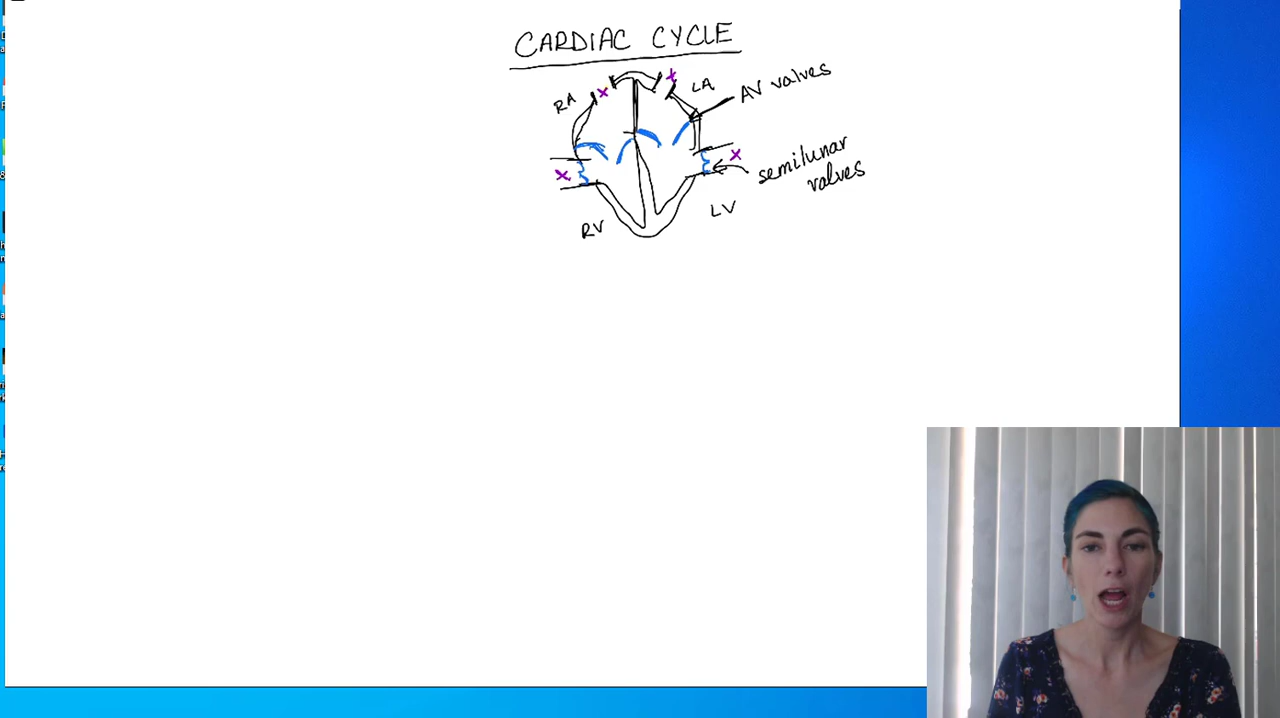 CARDIAC CYCLE
RA
LA
AV valves
semilunar
valves
RV
LV